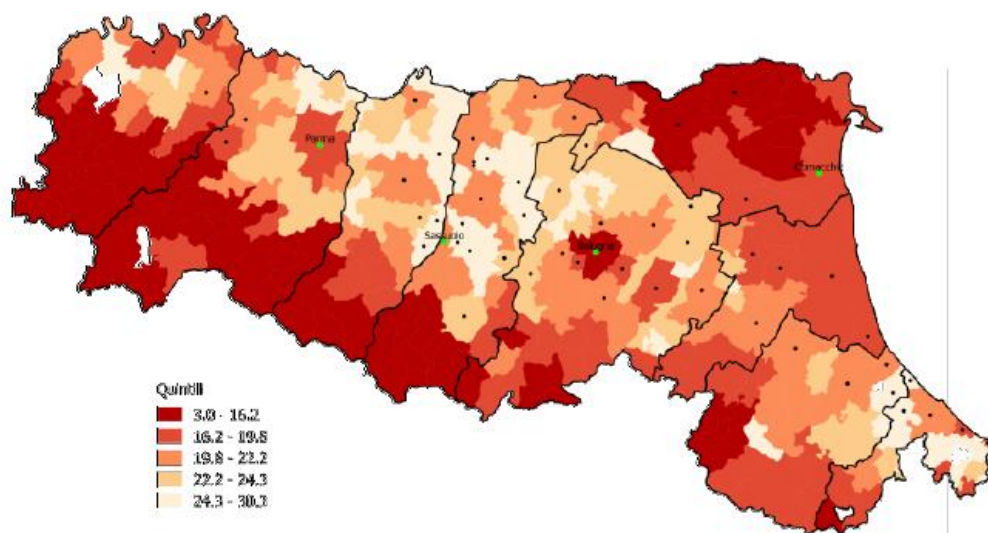 Parma
Comacchio
Sassuolo
Bologna
Quintili
3.0 - 16.2
16.2 - 19.8
19.8 - 22.2
22.2 - 24.3
24.3 - 30.3